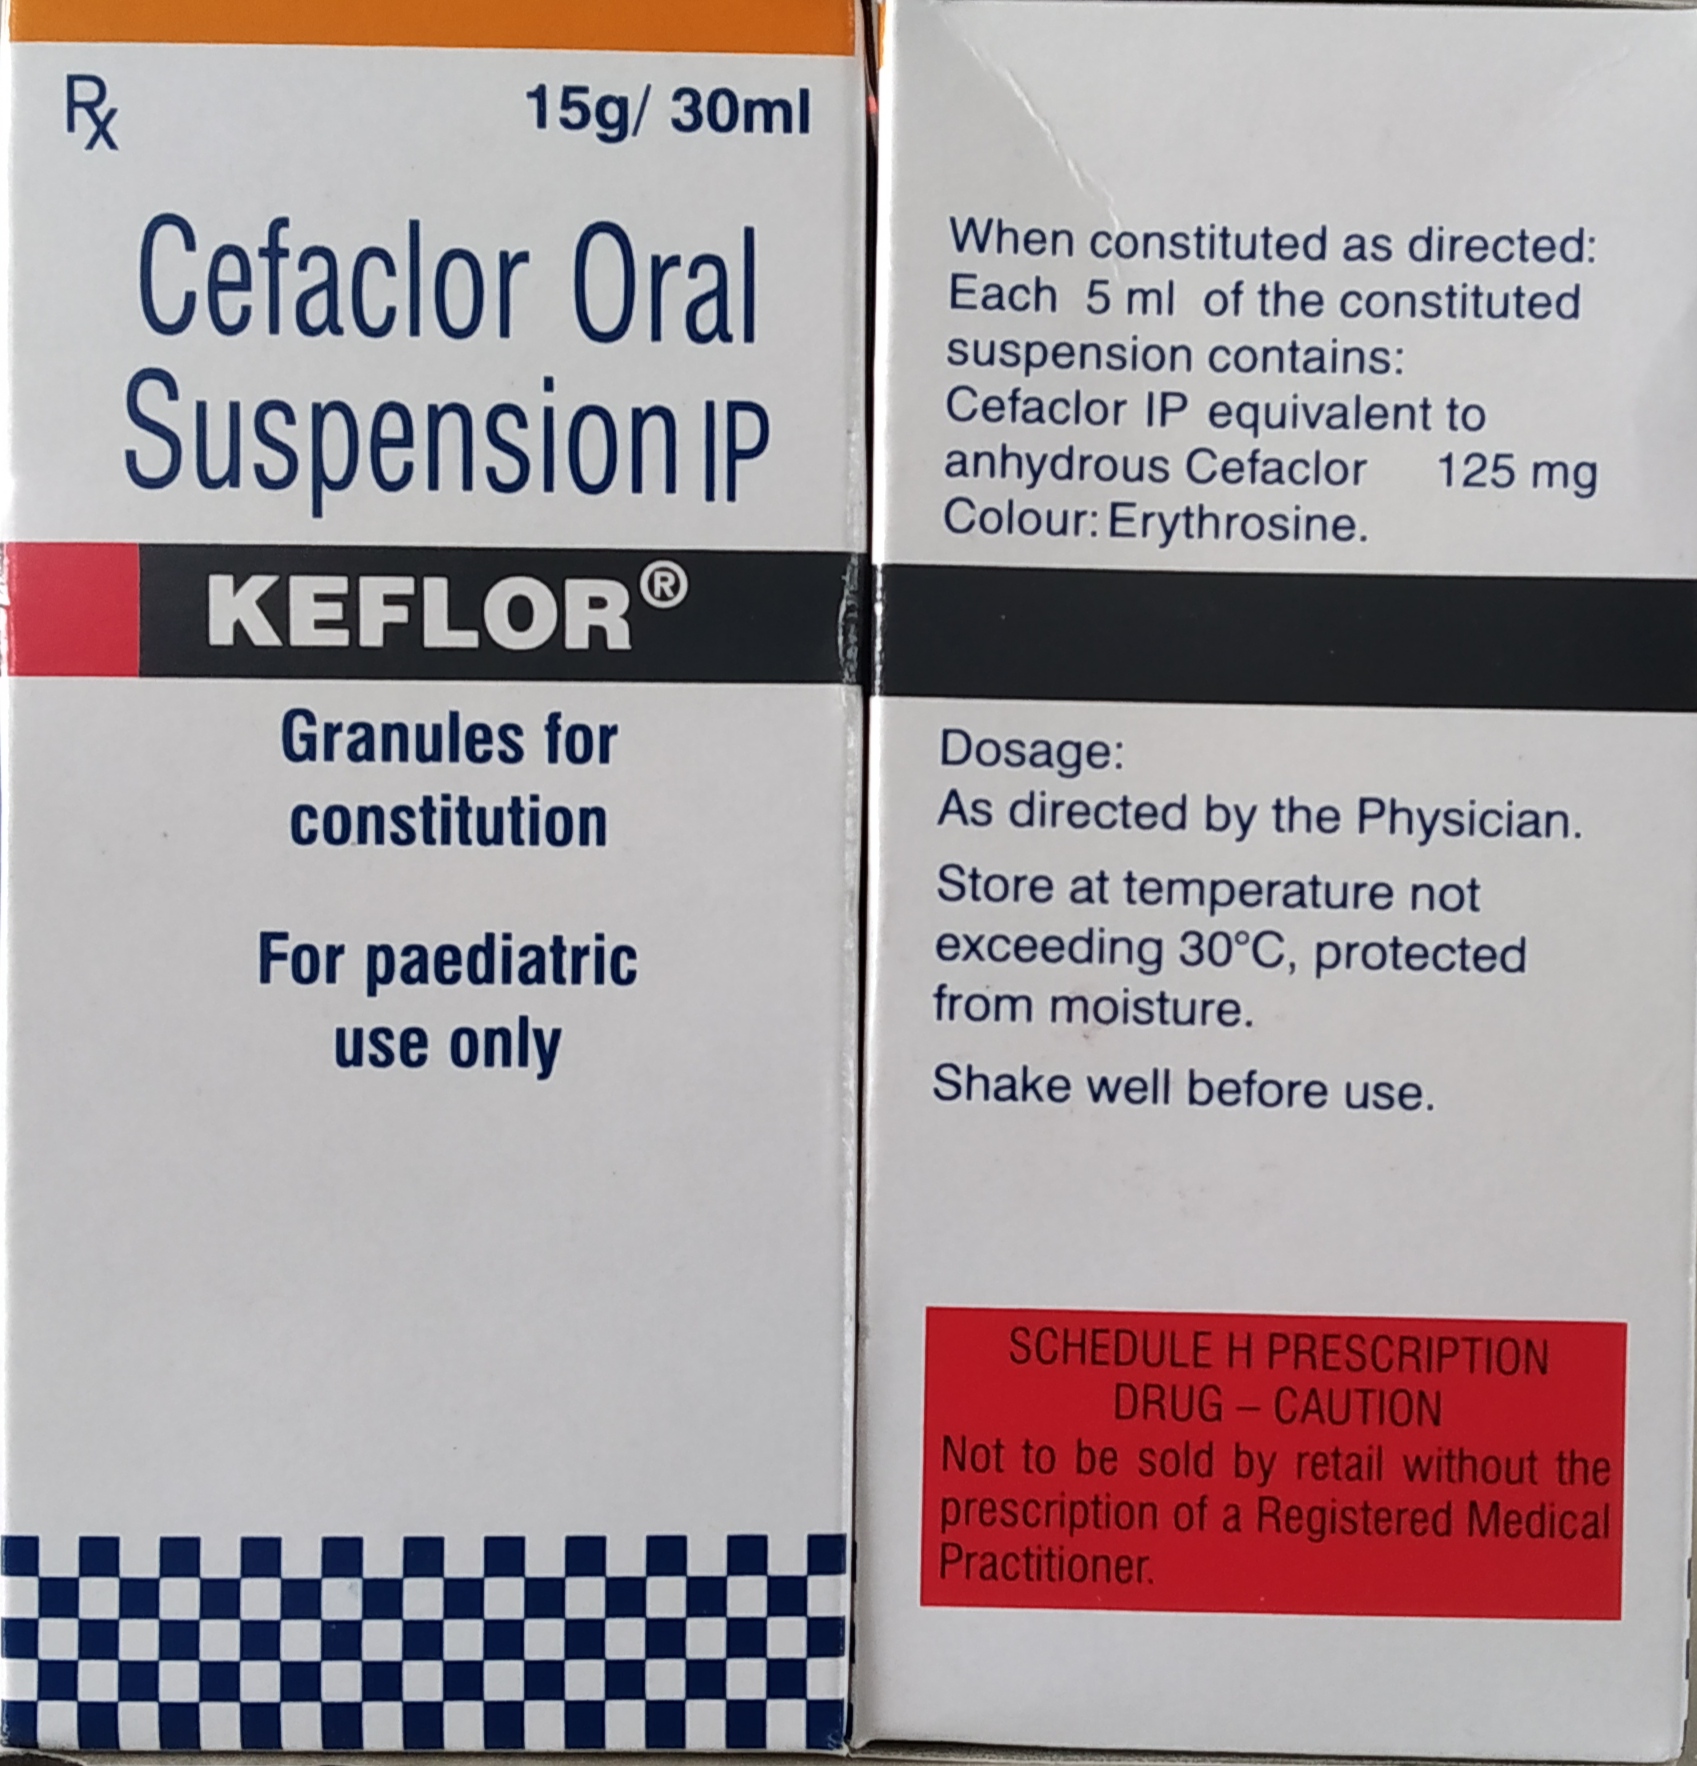 Rx
15g/ 30ml
Cefaclor Oral
Suspension IP
KEFLOR®
Granules for
constitution
For paediatric
use only
When constituted as directed:
Each 5 ml of the constituted
suspension contains:
Cefaclor IP equivalent to
anhydrous Cefaclor 125 mg
Colour: Erythrosine.
Dosage:
As directed by the Physician.
Store at temperature not
exceeding 30°C, protected
from moisture.
Shake well before use.
SCHEDULE H PRESCRIPTION
DRUG – CAUTION
Not to be sold by retail without the
prescription of a Registered Medical
Practitioner.